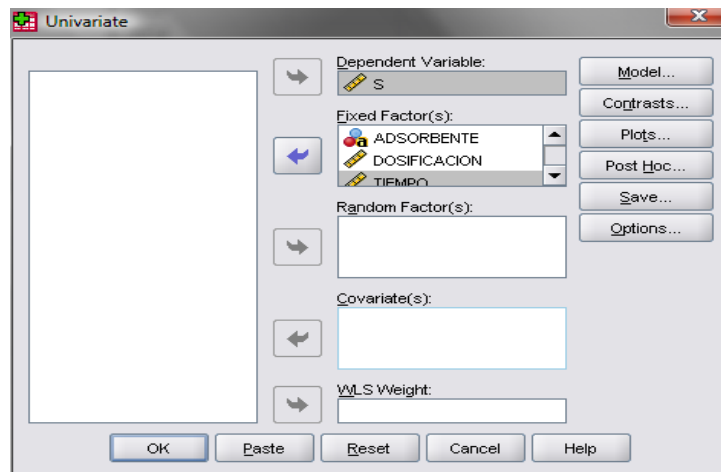 Univariate
Dependent Variable:
S
Fixed Factor(s):
ADSORBENTE
DOSIFICACION
TIEMPO
Random Factor(s):
Covariate(s):
WLS Weight:
Model...
Contrasts...
Plots...
Post Hoc...
Save...
Options...
OK
Paste
Reset
Cancel
Help